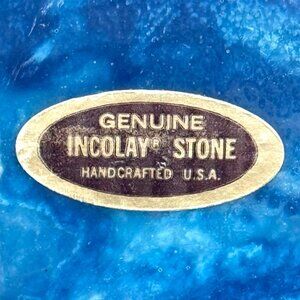 GENUINE
INCOLAY® STONE
HANDCRAFTED U.S.A.